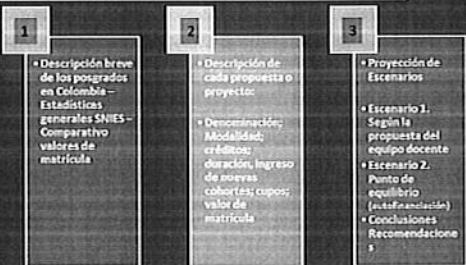 1
• Descripción breve
de los posgrados
en Colombia –
Estadísticas
generales SNIES –
Comparativo
valores de
matrícula
2
• Descripción de
cada propuesta o
proyecto:
• Denominación;
Modalidad;
créditos;
duración, ingreso
de nuevas
cohortes; cupos;
valor de
matrícula
3
• Proyección de
Escenarios
• Escenario 1.
Según la
propuesta del
equipo docente
• Escenario 2.
Punto de
equilibrio
(autofinanciación)
• Conclusiones
Recomendacione
s